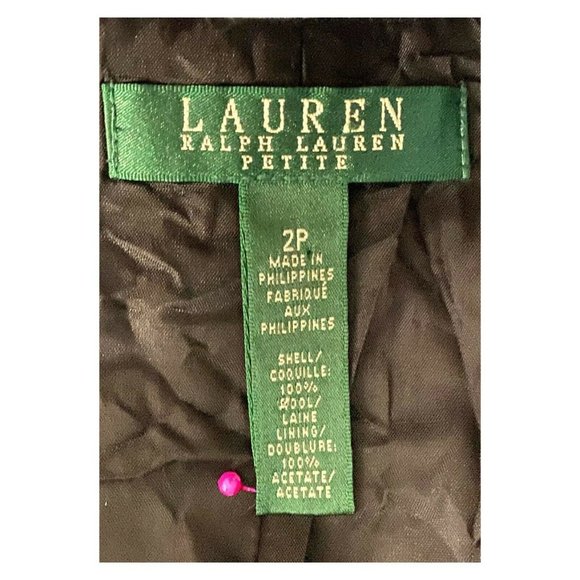 LAUREN
RALPH LAUREN
PETITE
2P
MADE IN
PHILIPPINES
FABRIQUÉ
AUX
PHILIPPINES
SHELL/
COQUILLE:
100%
WOOL/
LAINE
LINING/
DOUBLURE:
100%
ACETATE/
ACETATE